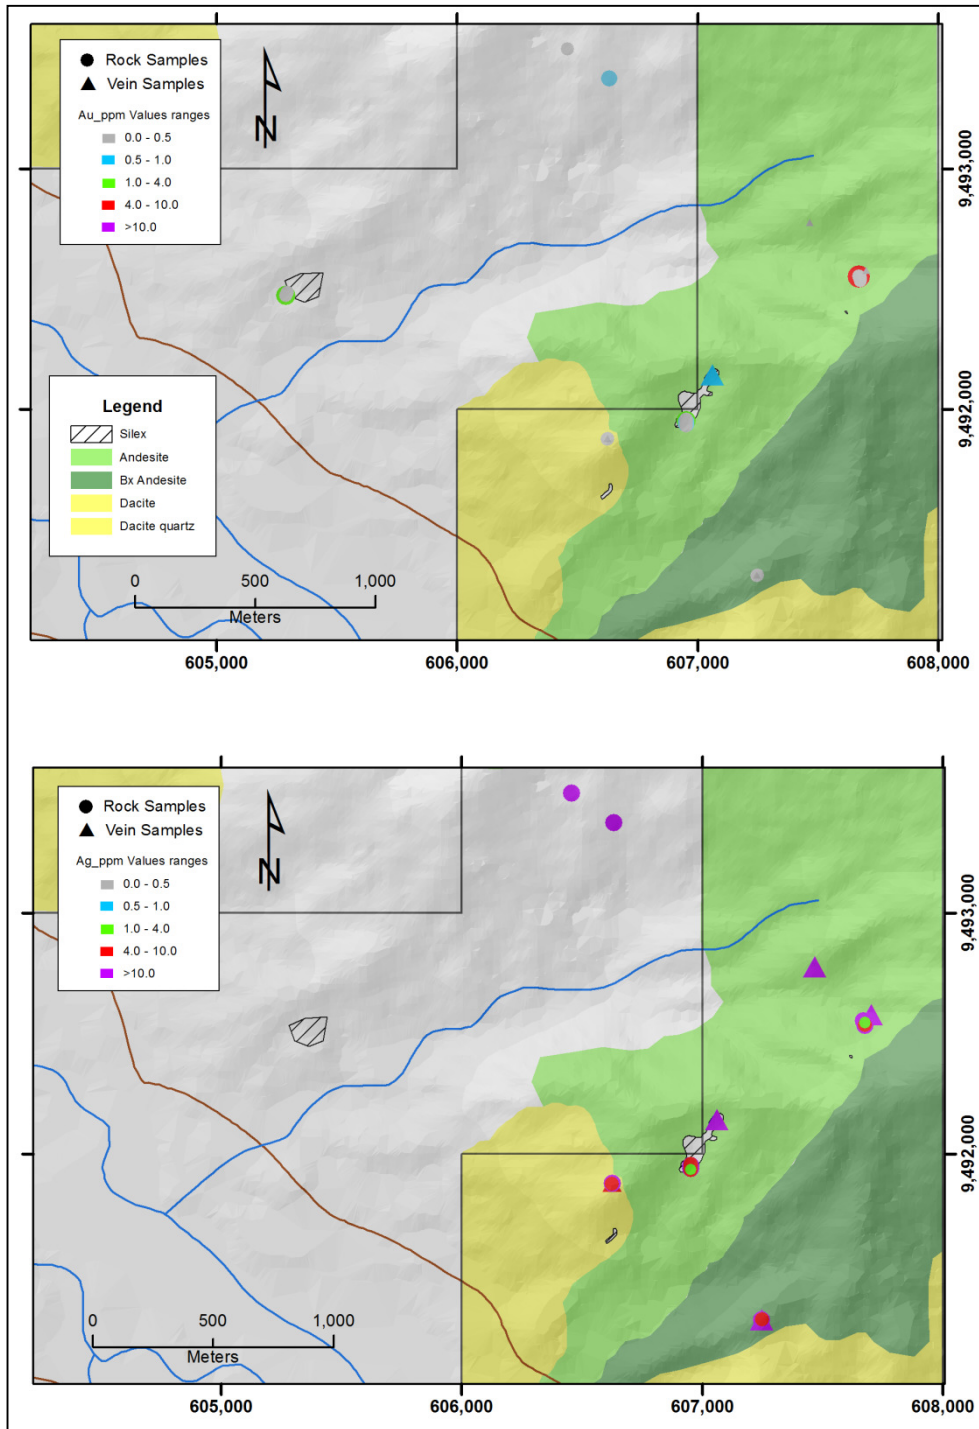 Rock Samples
Vein Samples
Au_ppm Values ranges
0.0 - 0.5
0.5 - 1.0
1.0 - 4.0
4.0 - 10.0
>10.0
N
9,493,000
Legend
Silex
Andesite
Bx Andesite
Dacite
Dacite quartz
9,492,000
0 500 1,000
Meters
605,000 606,000 607,000 608,000
Rock Samples
Vein Samples
Ag_ppm Values ranges
0.0 - 0.5
0.5 - 1.0
1.0 - 4.0
4.0 - 10.0
>10.0
N
9,493,000
9,492,000
0 500 1,000
Meters
605,000 606,000 607,000 608,000